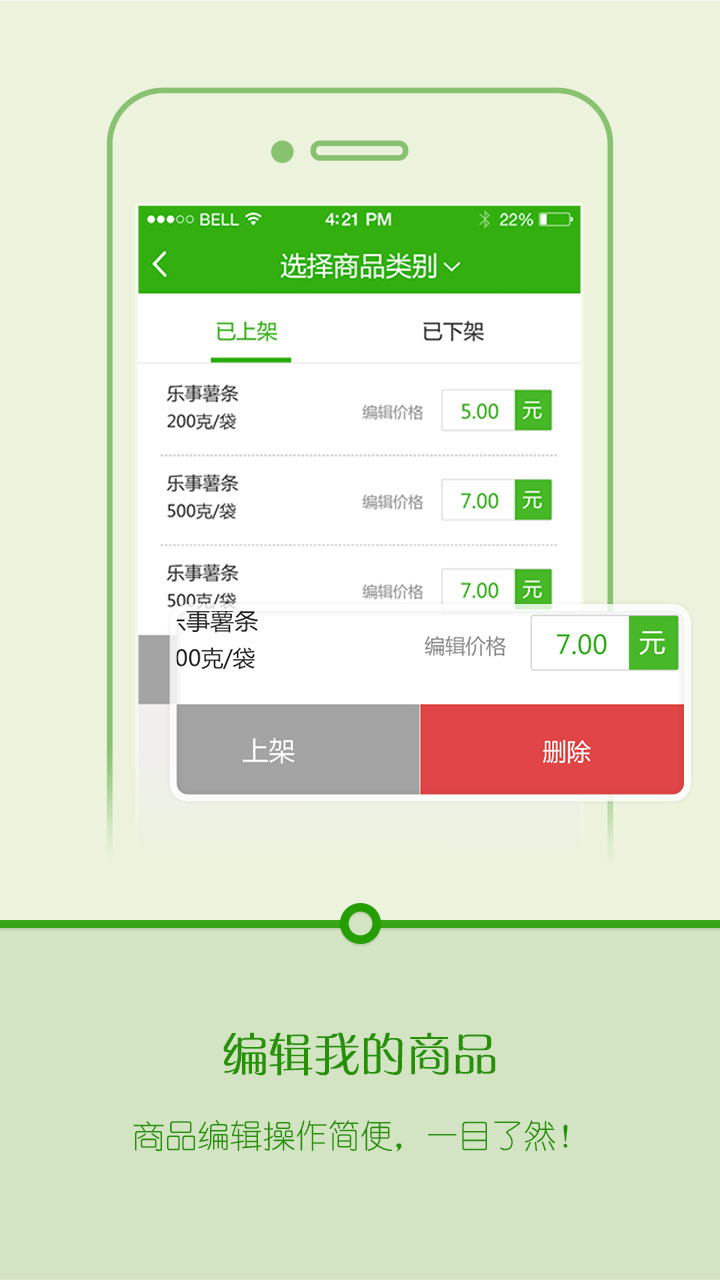 BELL 4:21 PM 22%
选择商品类别
已上架 已下架
乐事薯条
200克/袋 编辑价格 5.00 元
乐事薯条
500克/袋 编辑价格 7.00 元
乐事薯条
500克/袋 编辑价格 7.00 元
事薯条
00克/袋 编辑价格 7.00 元
上架 删除
编辑我的商品
商品编辑操作简便，一目了然！